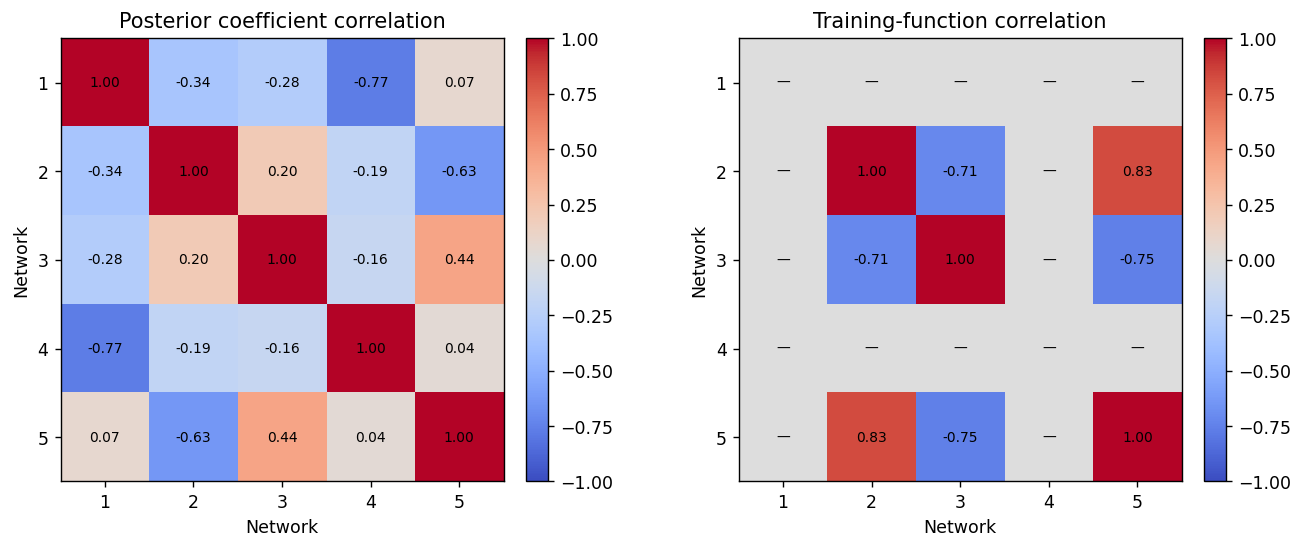 Posterior coefficient correlation
1 1.00 -0.34 -0.28 -0.77 0.07
2 -0.34 1.00 0.20 -0.19 -0.63
3 -0.28 0.20 1.00 -0.16 0.44
4 -0.77 -0.19 -0.16 1.00 0.04
5 0.07 -0.63 0.44 0.04 1.00
1 2 3 4 5
Network
Network
1.00
0.75
0.50
0.25
0.00
−0.25
−0.50
−0.75
−1.00
Training-function correlation
1 — — — — —
2 — 1.00 -0.71 — 0.83
3 — -0.71 1.00 — -0.75
4 — — — — —
5 — 0.83 -0.75 — 1.00
1 2 3 4 5
Network
Network
1.00
0.75
0.50
0.25
0.00
−0.25
−0.50
−0.75
−1.00